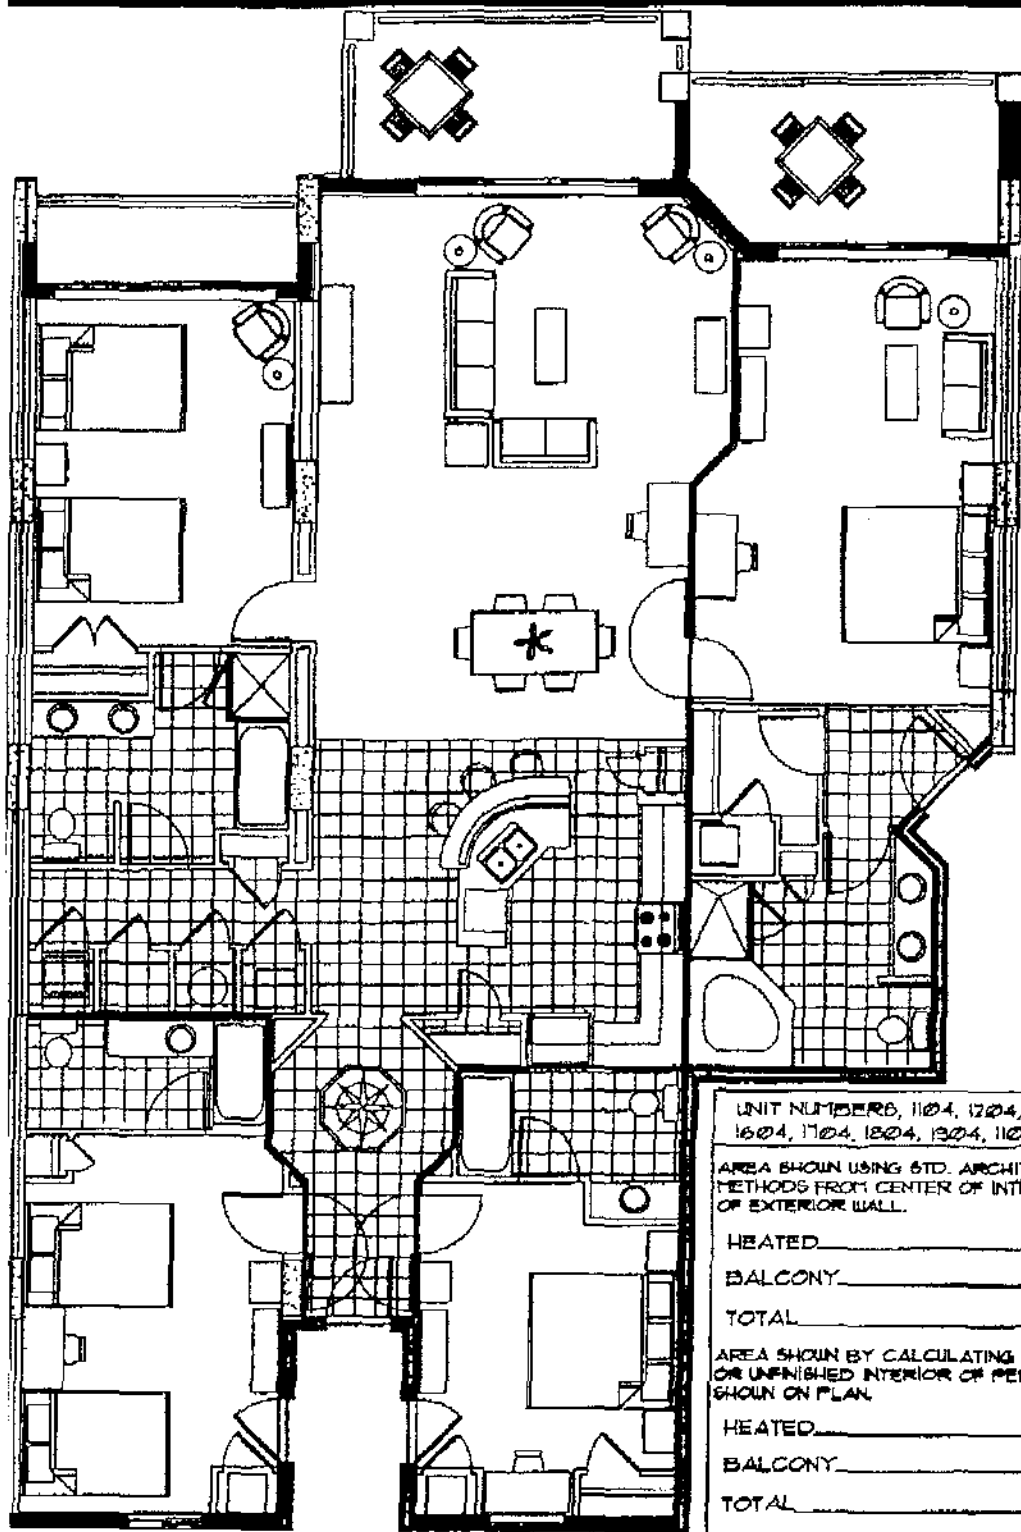 UNIT NUMBERS, 1104, 1204,
1604, 1704, 1804, 1904, 110
AREA SHOWN USING STD. ARCHI
METHODS FROM CENTER OF INT
OF EXTERIOR WALL.
HEATED
BALCONY
TOTAL
AREA SHOWN BY CALCULATING
OR UNFINISHED INTERIOR OF PE
SHOWN ON PLAN.
HEATED
BALCONY
TOTAL